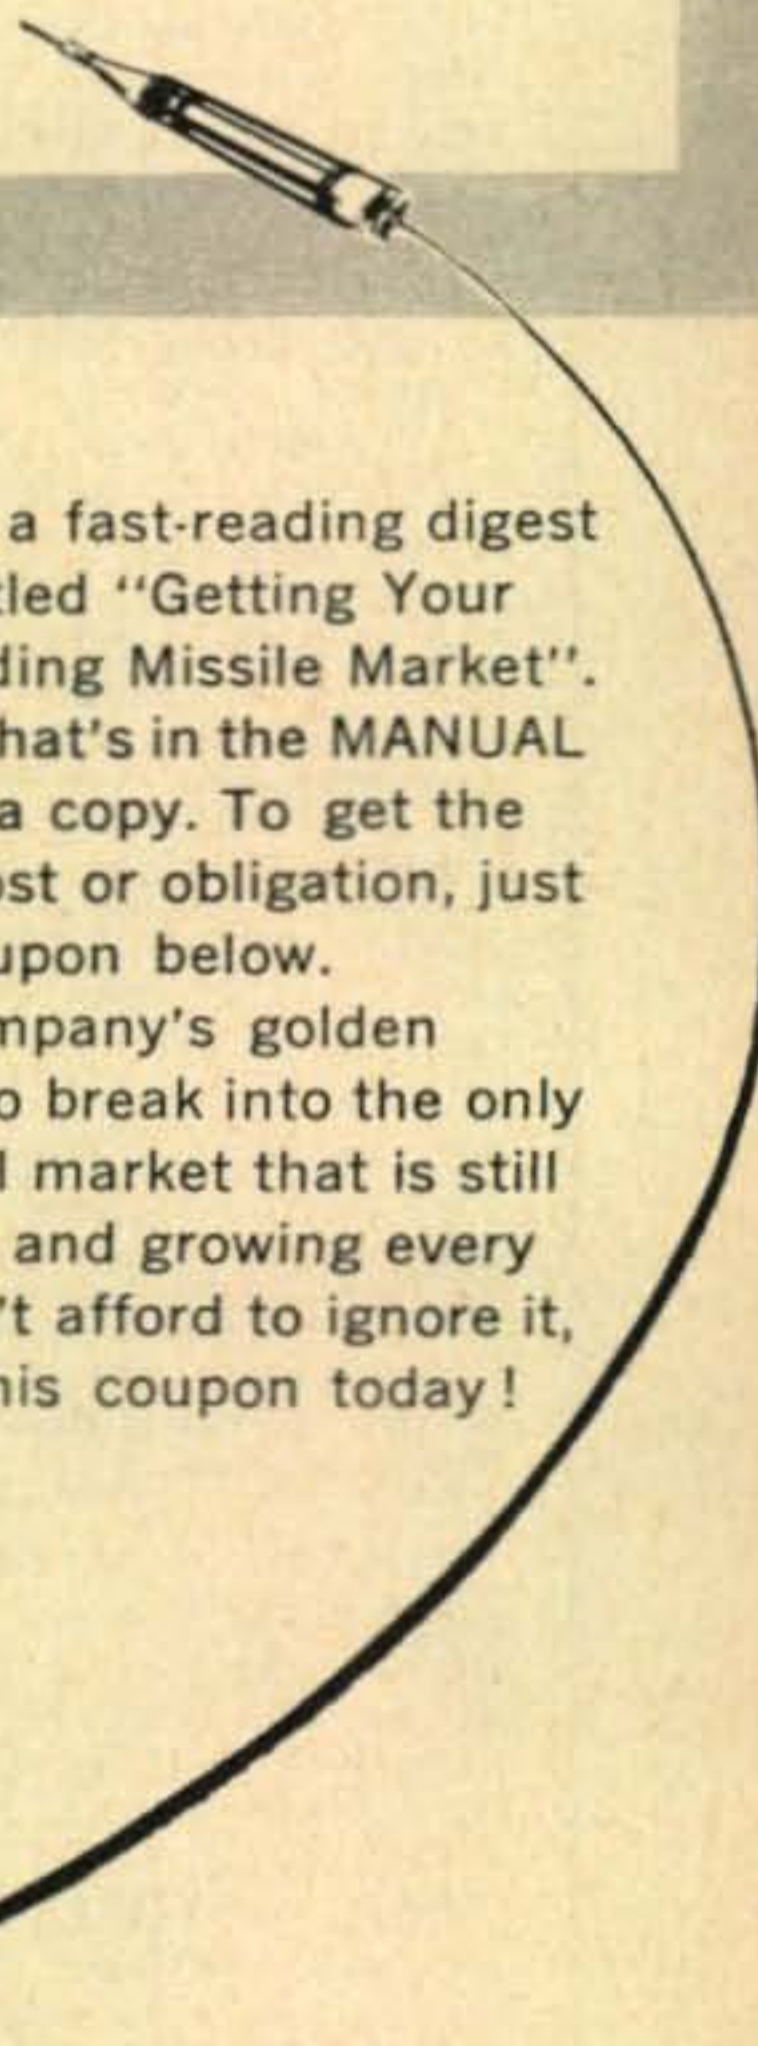 a fast-reading digest
tled “Getting Your
ding Missile Market”.
hat's in the MANUAL
a copy. To get the
ost or obligation, just
upon below.
mpany's golden
o break into the only
l market that is still
and growing every
't afford to ignore it,
his coupon today!